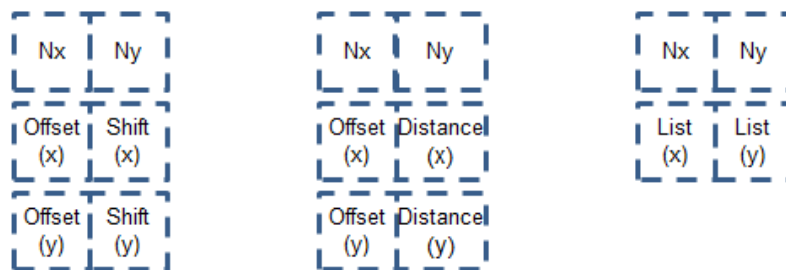 Nx Ny
Offset Shift
(x) (x)
Offset Shift
(y) (y)
Nx Ny
Offset Distance
(x) (x)
Offset Distance
(y) (y)
Nx Ny
List List
(x) (y)